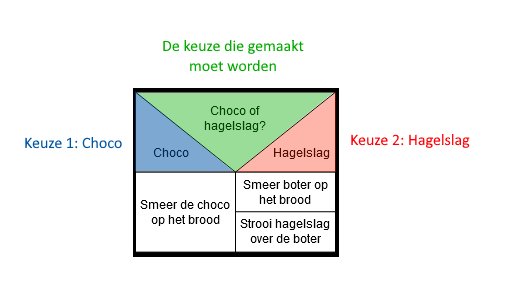 De keuze die gemaakt
moet worden
Choco of
hagelslag?
Keuze 1: Choco
Choco
Hagelslag
Keuze 2: Hagelslag
Smeer de choco
op het brood
Smeer boter op
het brood
Strooi hagelslag
over de boter